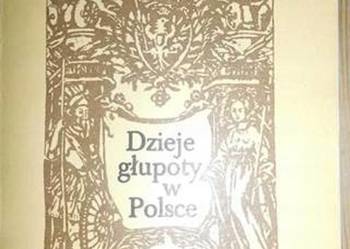 Dzieje
głupoty
w
Polsce